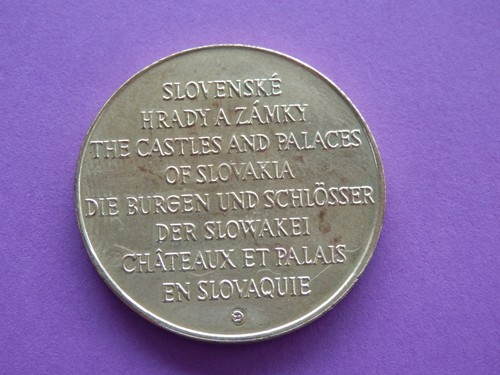 SLOVENSKÉ
HRADY A ZÁMKY
THE CASTLES AND PALACES
OF SLOVAKIA
DIE BURGEN UND SCHLÖSSER
DER SLOWAKEI
CHÂTEAUX ET PALAIS
EN SLOVAQUIE